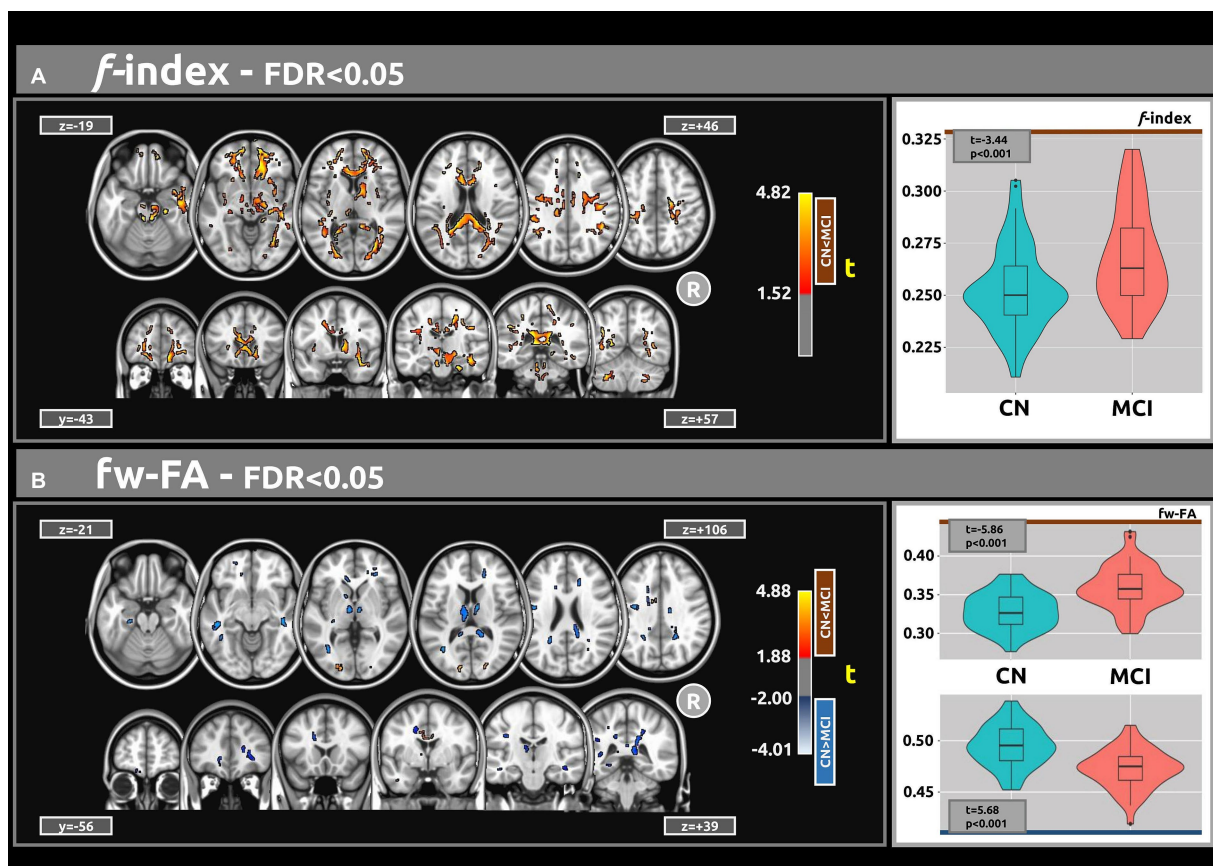 A f-index - FDR<0.05
z=-19
z=+46
4.82
CN<MCI
t
1.52
R
y=-43
z=+57
f-index
t=-3.44
p<0.001
0.325
0.300
0.275
0.250
0.225
CN MCI
B fw-FA - FDR<0.05
z=-21
z=+106
4.88
CN<MCI
1.88
t
-2.00
CN>MCI
-4.01
R
y=-56
z=+39
fw-FA
t=-5.86
p<0.001
0.40
0.35
0.30
CN MCI
0.50
0.45
t=5.68
p<0.001